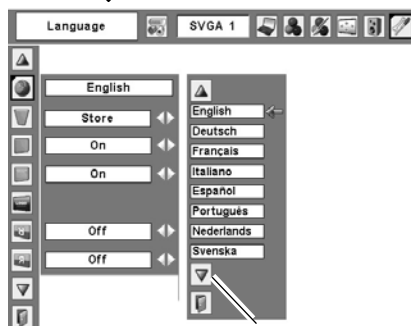 Language SVGA 1
English
Store
On
On
Off
Off
English
Deutsch
Français
Italiano
Español
Português
Nederlands
Svenska